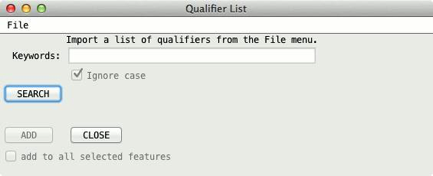 Qualifier List
File
Import a list of qualifiers from the File menu.
Keywords:
Ignore case
SEARCH
ADD CLOSE
add to all selected features